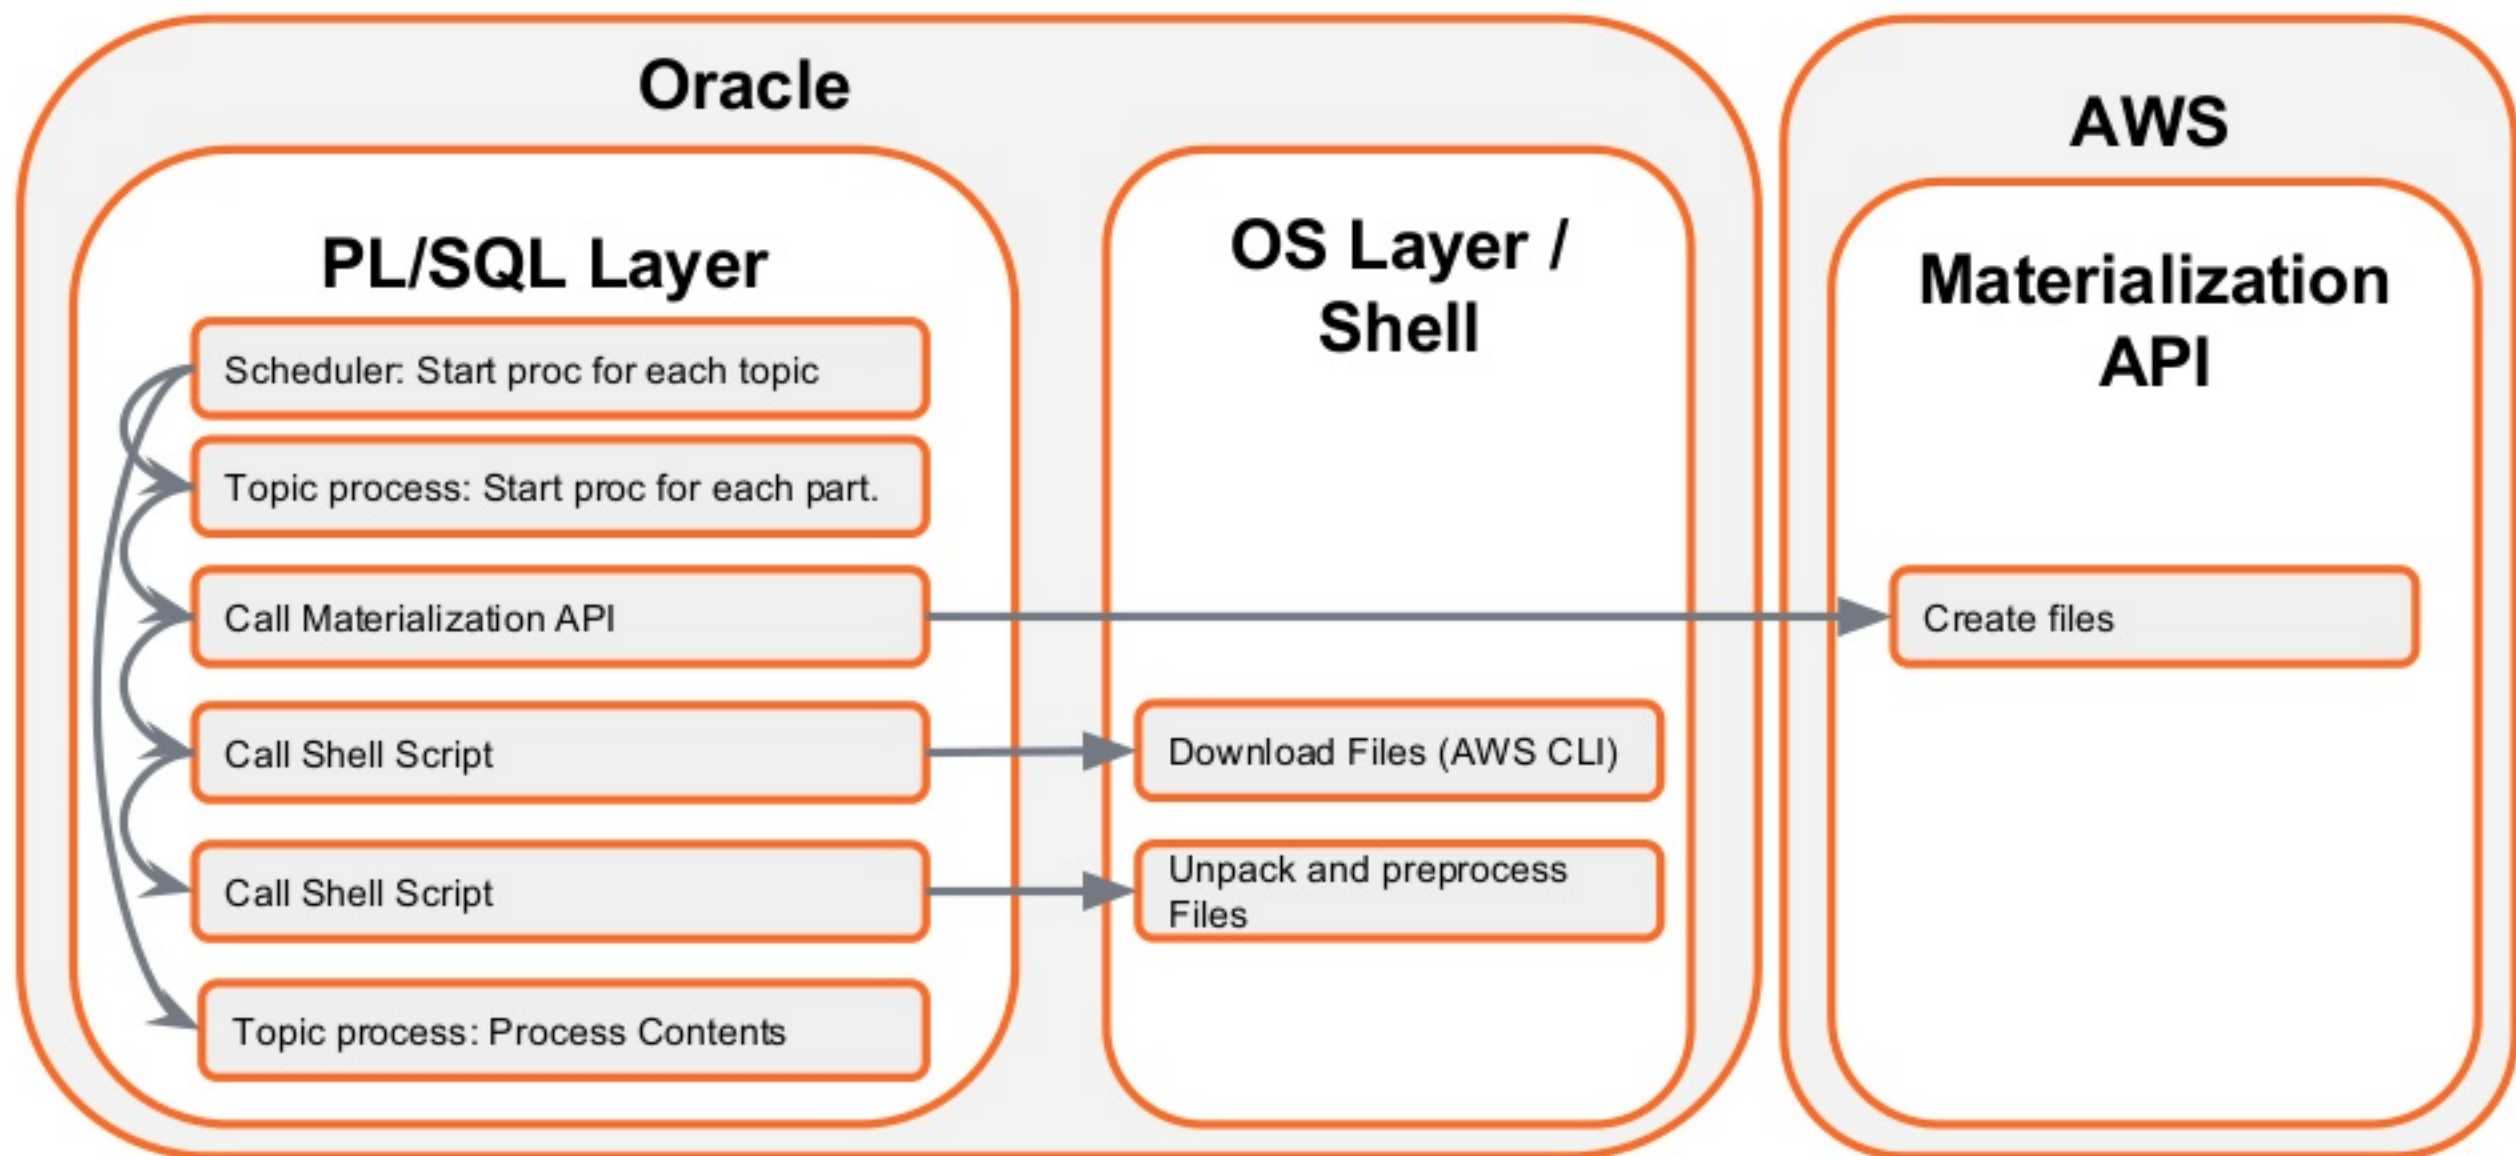 Oracle
AWS
PL/SQL Layer
OS Layer /
Shell
Materialization
API
Scheduler: Start proc for each topic
Topic process: Start proc for each part.
Call Materialization API
Create files
Call Shell Script
Download Files (AWS CLI)
Call Shell Script
Unpack and preprocess
Files
Topic process: Process Contents